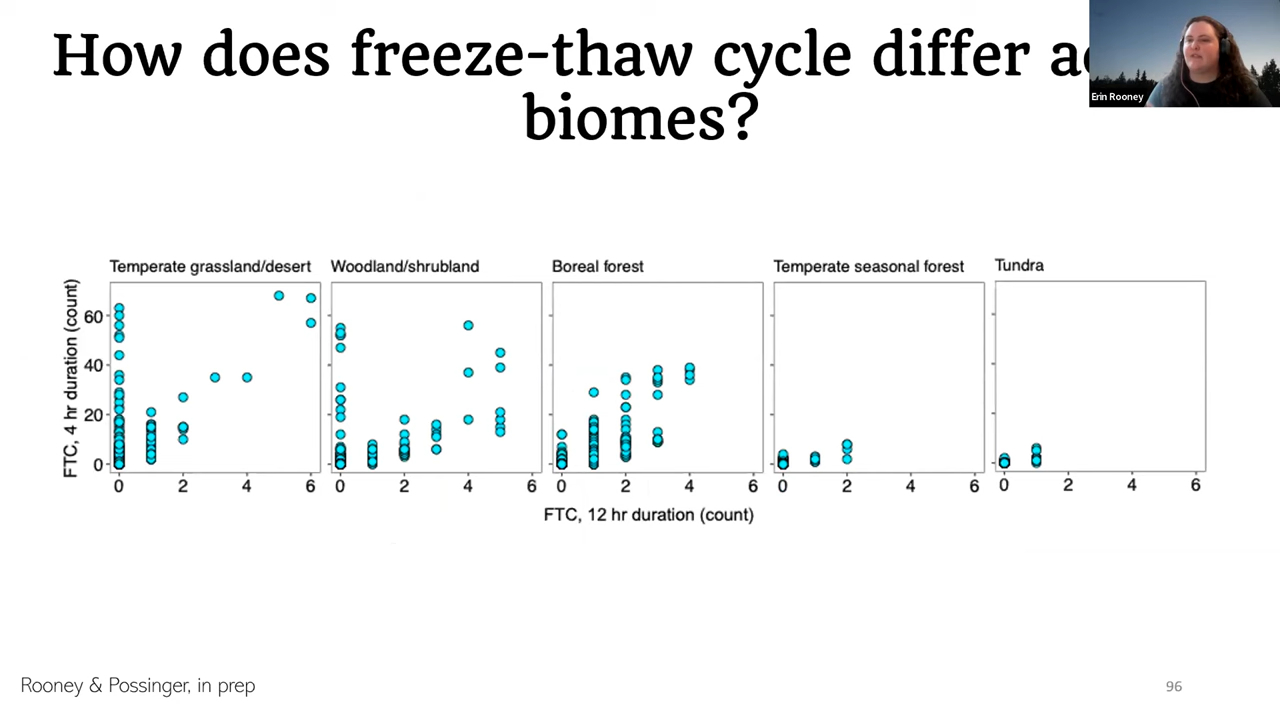 How does freeze-thaw cycle differ
biomes?
Erin Rooney
Temperate grassland/desert Woodland/shrubland Boreal forest Temperate seasonal forest Tundra
FTC, 4 hr duration (count)
60
40
20
0
0 2 4 6 0 2 4 6 0 2 4 6 0 2 4 6 0 2 4 6
FTC, 12 hr duration (count)
Rooney & Possinger, in prep
96